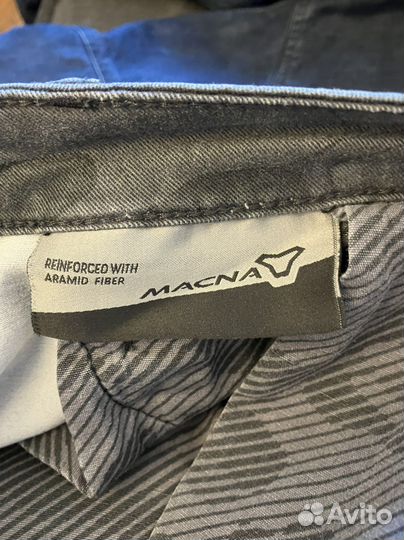 REINFORCED WITH
ARAMID FIBER
MACNA
Avito